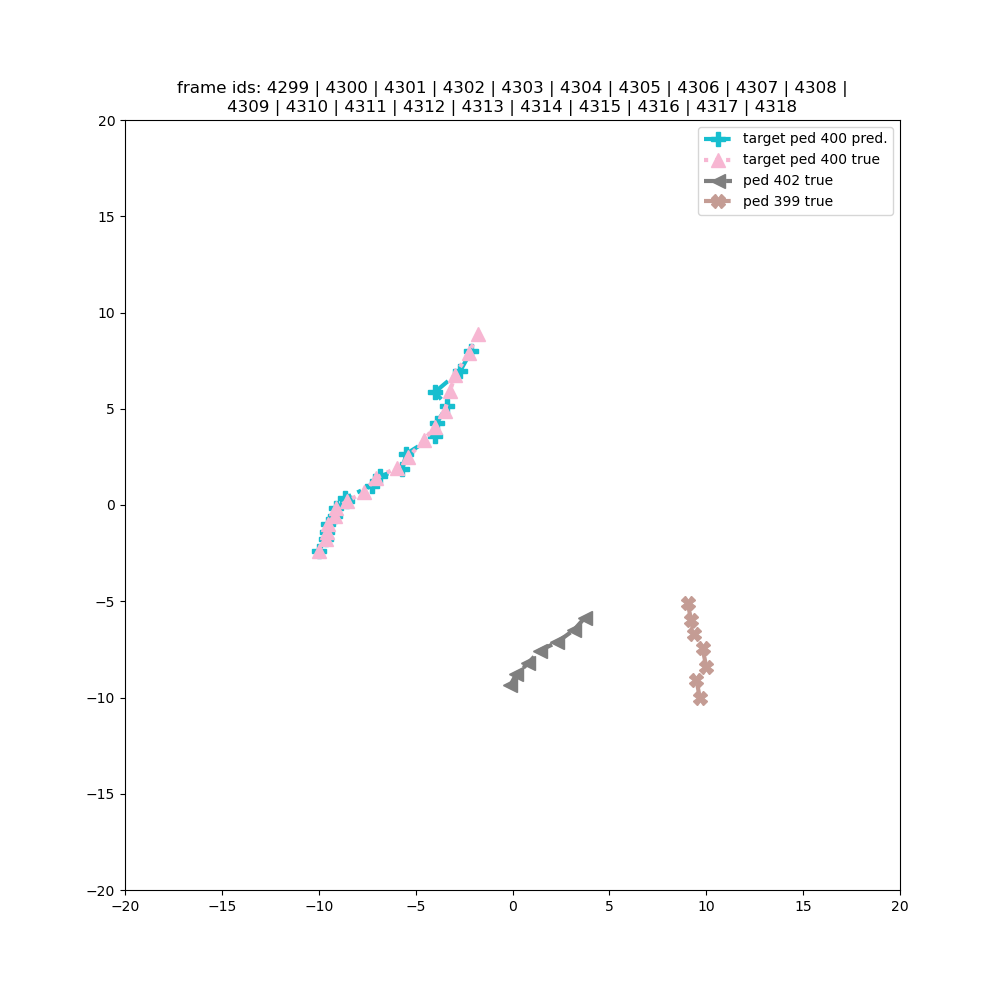 frame ids: 4299 | 4300 | 4301 | 4302 | 4303 | 4304 | 4305 | 4306 | 4307 | 4308 |
4309 | 4310 | 4311 | 4312 | 4313 | 4314 | 4315 | 4316 | 4317 | 4318
target ped 400 pred.
target ped 400 true
ped 402 true
ped 399 true
20
15
10
5
0
−5
−10
−15
−20
−20 −15 −10 −5 0 5 10 15 20